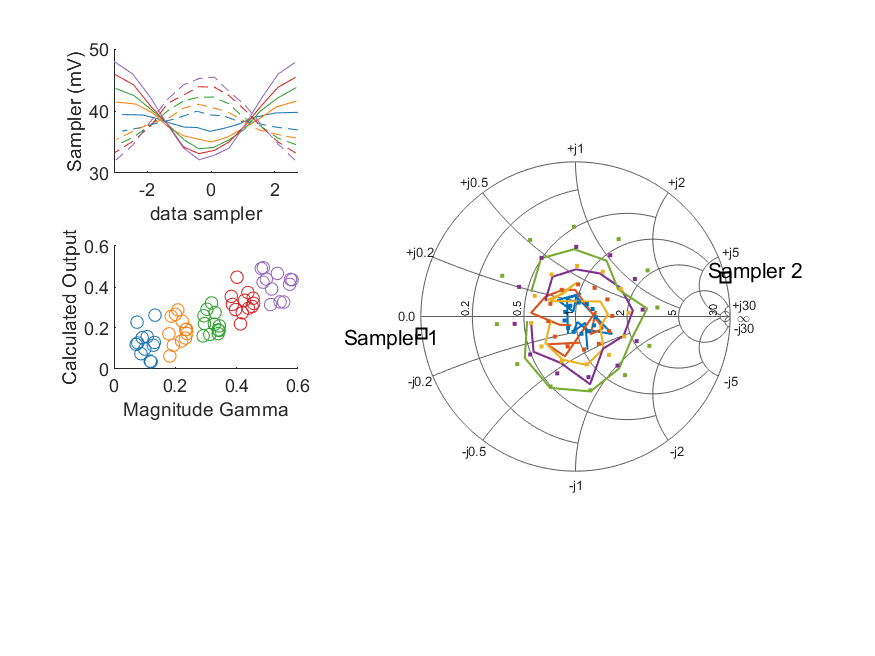 50
40
30
Sampler (mV)
-2 0 2
data sampler
0.6
0.4
0.2
0
Calculated Output
0 0.2 0.4 0.6
Magnitude Gamma
+j1
+j0.5
+j2
+j0.2
+j5
Sampler 2
0.0
0.2
0.5
1
2
5
30
+j30
∞
-j30
Sampler 1
-j0.2
-j5
-j0.5
-j2
-j1